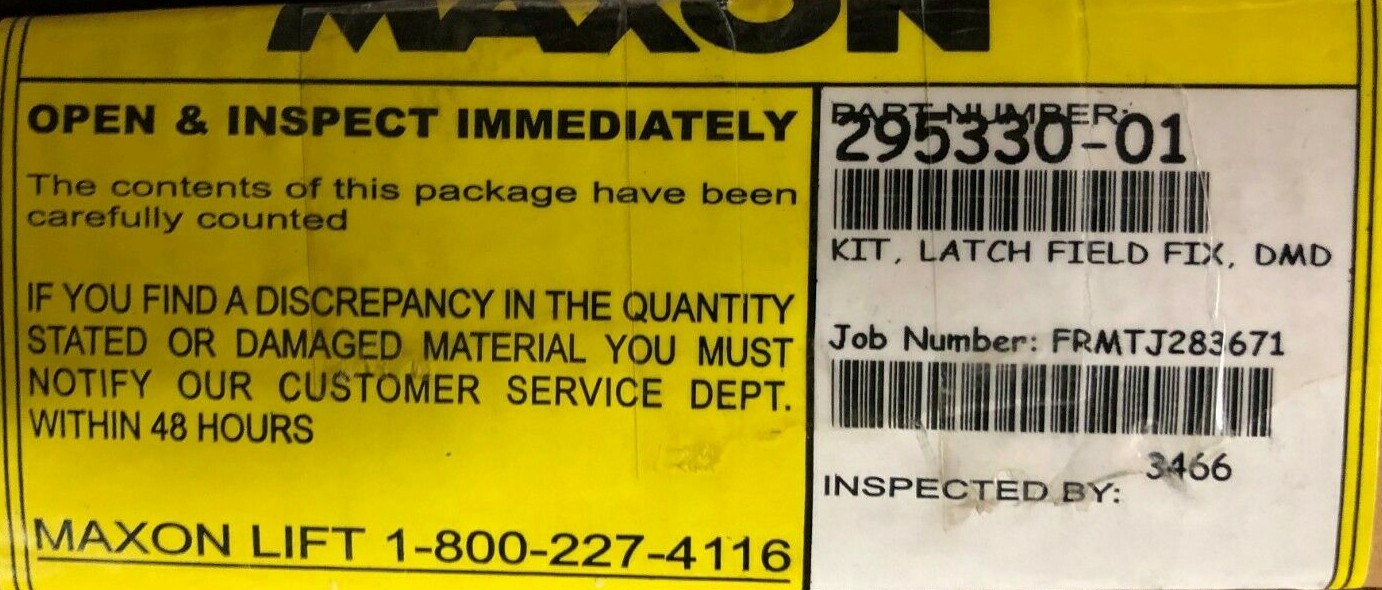 MAXON
OPEN & INSPECT IMMEDIATELY
The contents of this package have been
carefully counted
IF YOU FIND A DISCREPANCY IN THE QUANTITY
STATED OR DAMAGED MATERIAL YOU MUST
NOTIFY OUR CUSTOMER SERVICE DEPT.
WITHIN 48 HOURS
MAXON LIFT 1-800-227-4116
PART NUMBER:
295330-01
KIT, LATCH FIELD FIX, DMD
Job Number: FRMTJ283671
3466
INSPECTED BY: